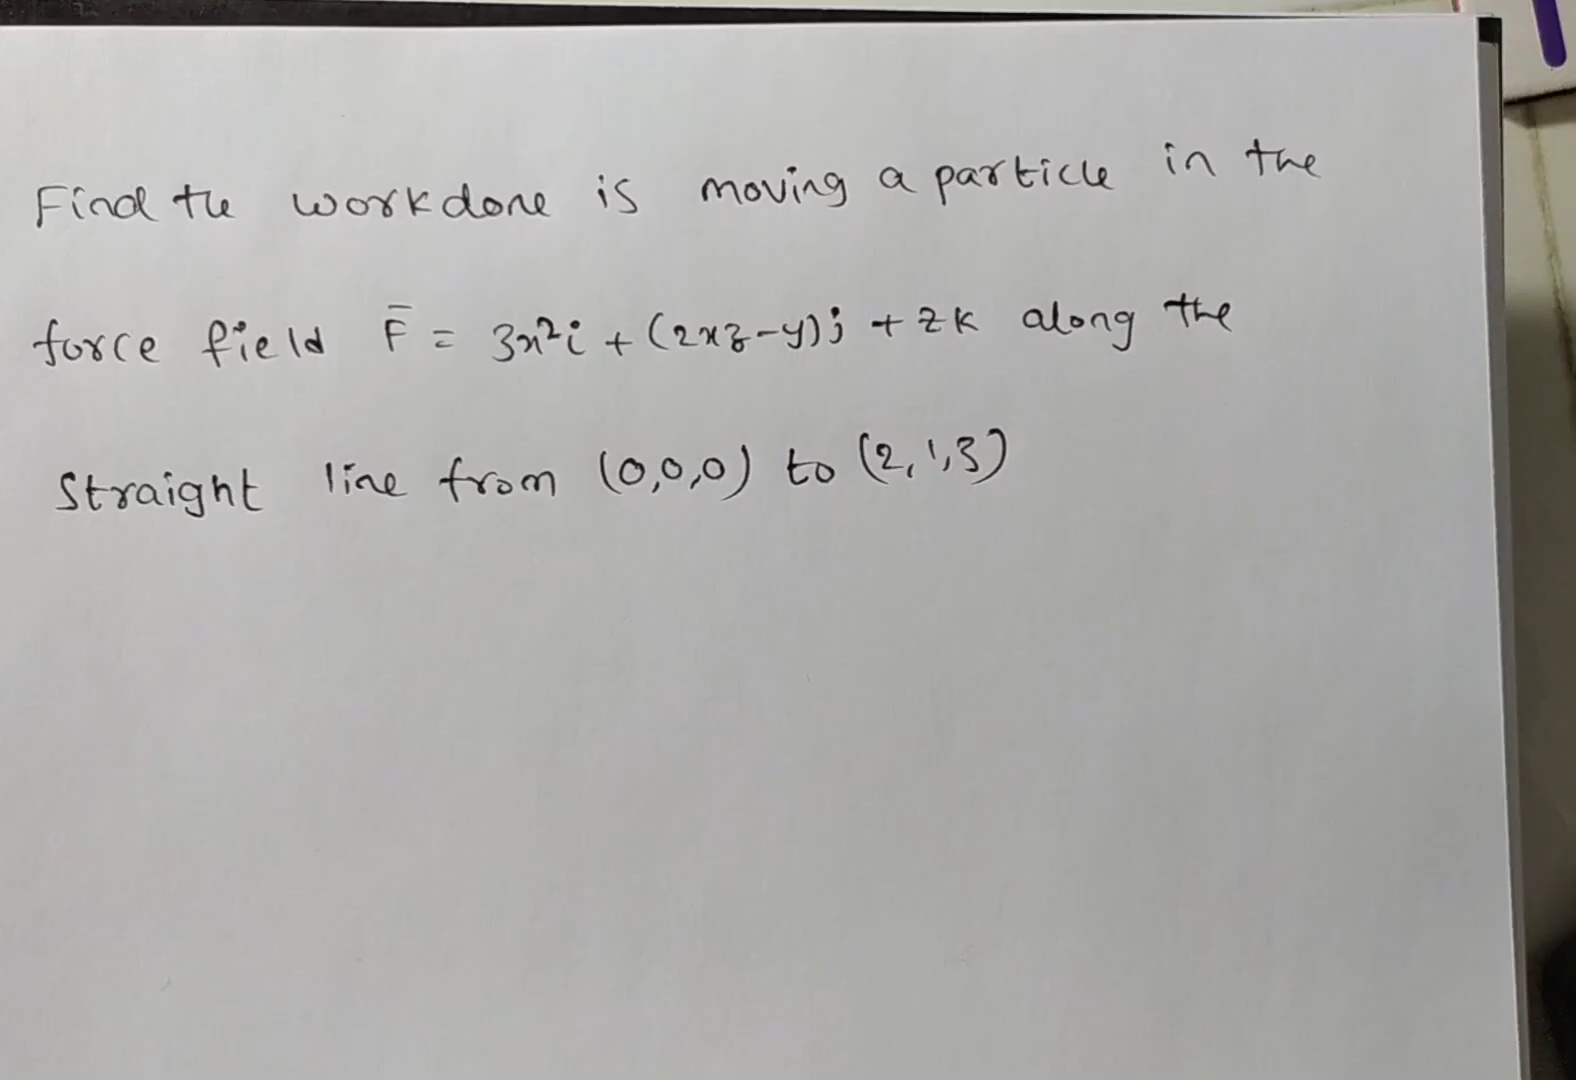 Find the workdone is moving a particle in the
force field F̄ = 3x²i + (2xz-y)j + zk along the
straight line from (0,0,0) to (2,1,3)